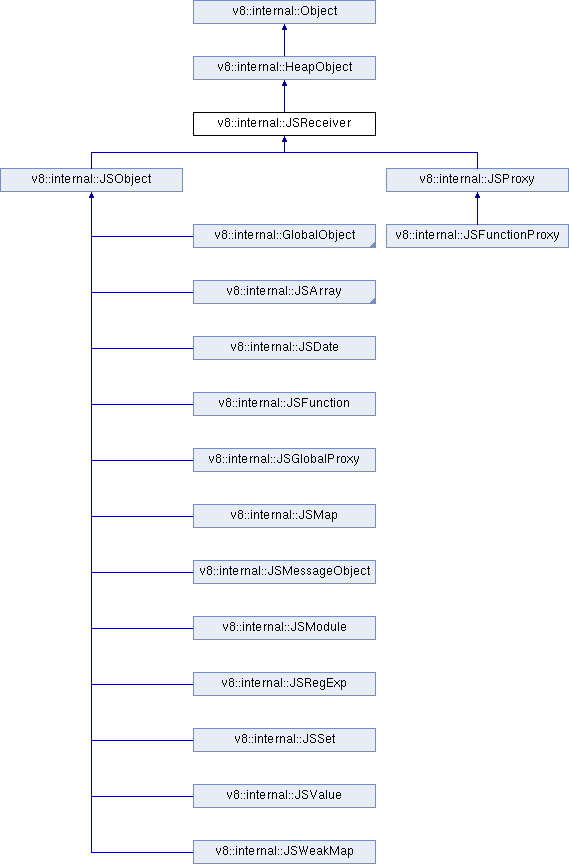 v8::internal::Object
v8::internal::HeapObject
v8::internal::JSReceiver
v8::internal::JSObject
v8::internal::JSProxy
v8::internal::GlobalObject
v8::internal::JSFunctionProxy
v8::internal::JSArray
v8::internal::JSDate
v8::internal::JSFunction
v8::internal::JSGlobalProxy
v8::internal::JSMap
v8::internal::JSMessageObject
v8::internal::JSModule
v8::internal::JSRegExp
v8::internal::JSSet
v8::internal::JSValue
v8::internal::JSWeakMap